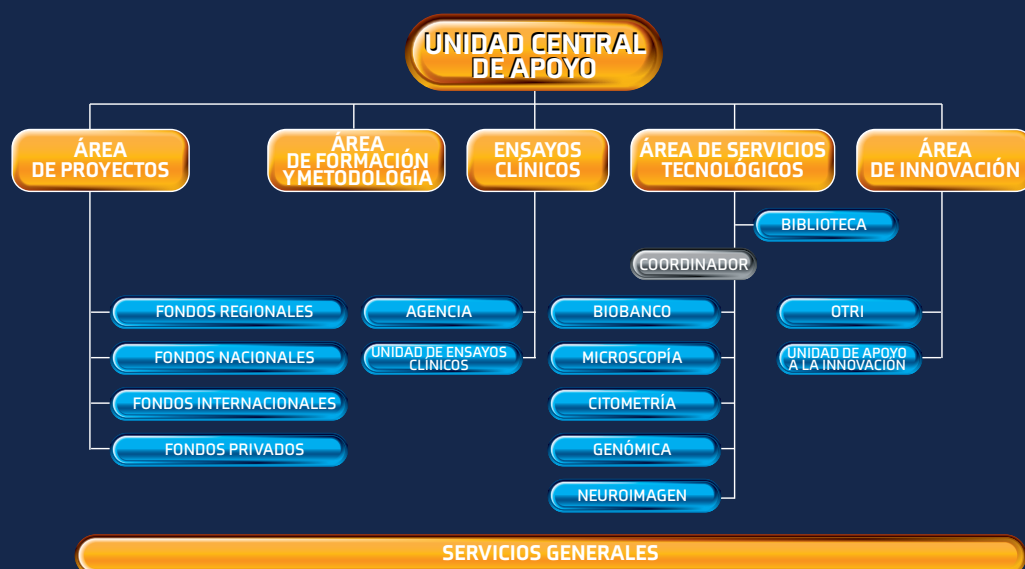 UNIDAD CENTRAL
DE APOYO
ÁREA
DE PROYECTOS
ÁREA
DE FORMACIÓN
Y METODOLOGÍA
ENSAYOS
CLÍNICOS
ÁREA DE SERVICIOS
TECNOLÓGICOS
ÁREA
DE INNOVACIÓN
BIBLIOTECA
COORDINADOR
FONDOS REGIONALES
AGENCIA
BIOBANCO
OTRI
FONDOS NACIONALES
UNIDAD DE ENSAYOS
CLÍNICOS
MICROSCOPÍA
UNIDAD DE APOYO
A LA INNOVACIÓN
FONDOS INTERNACIONALES
CITOMETRÍA
FONDOS PRIVADOS
GENÓMICA
NEUROIMAGEN
SERVICIOS GENERALES